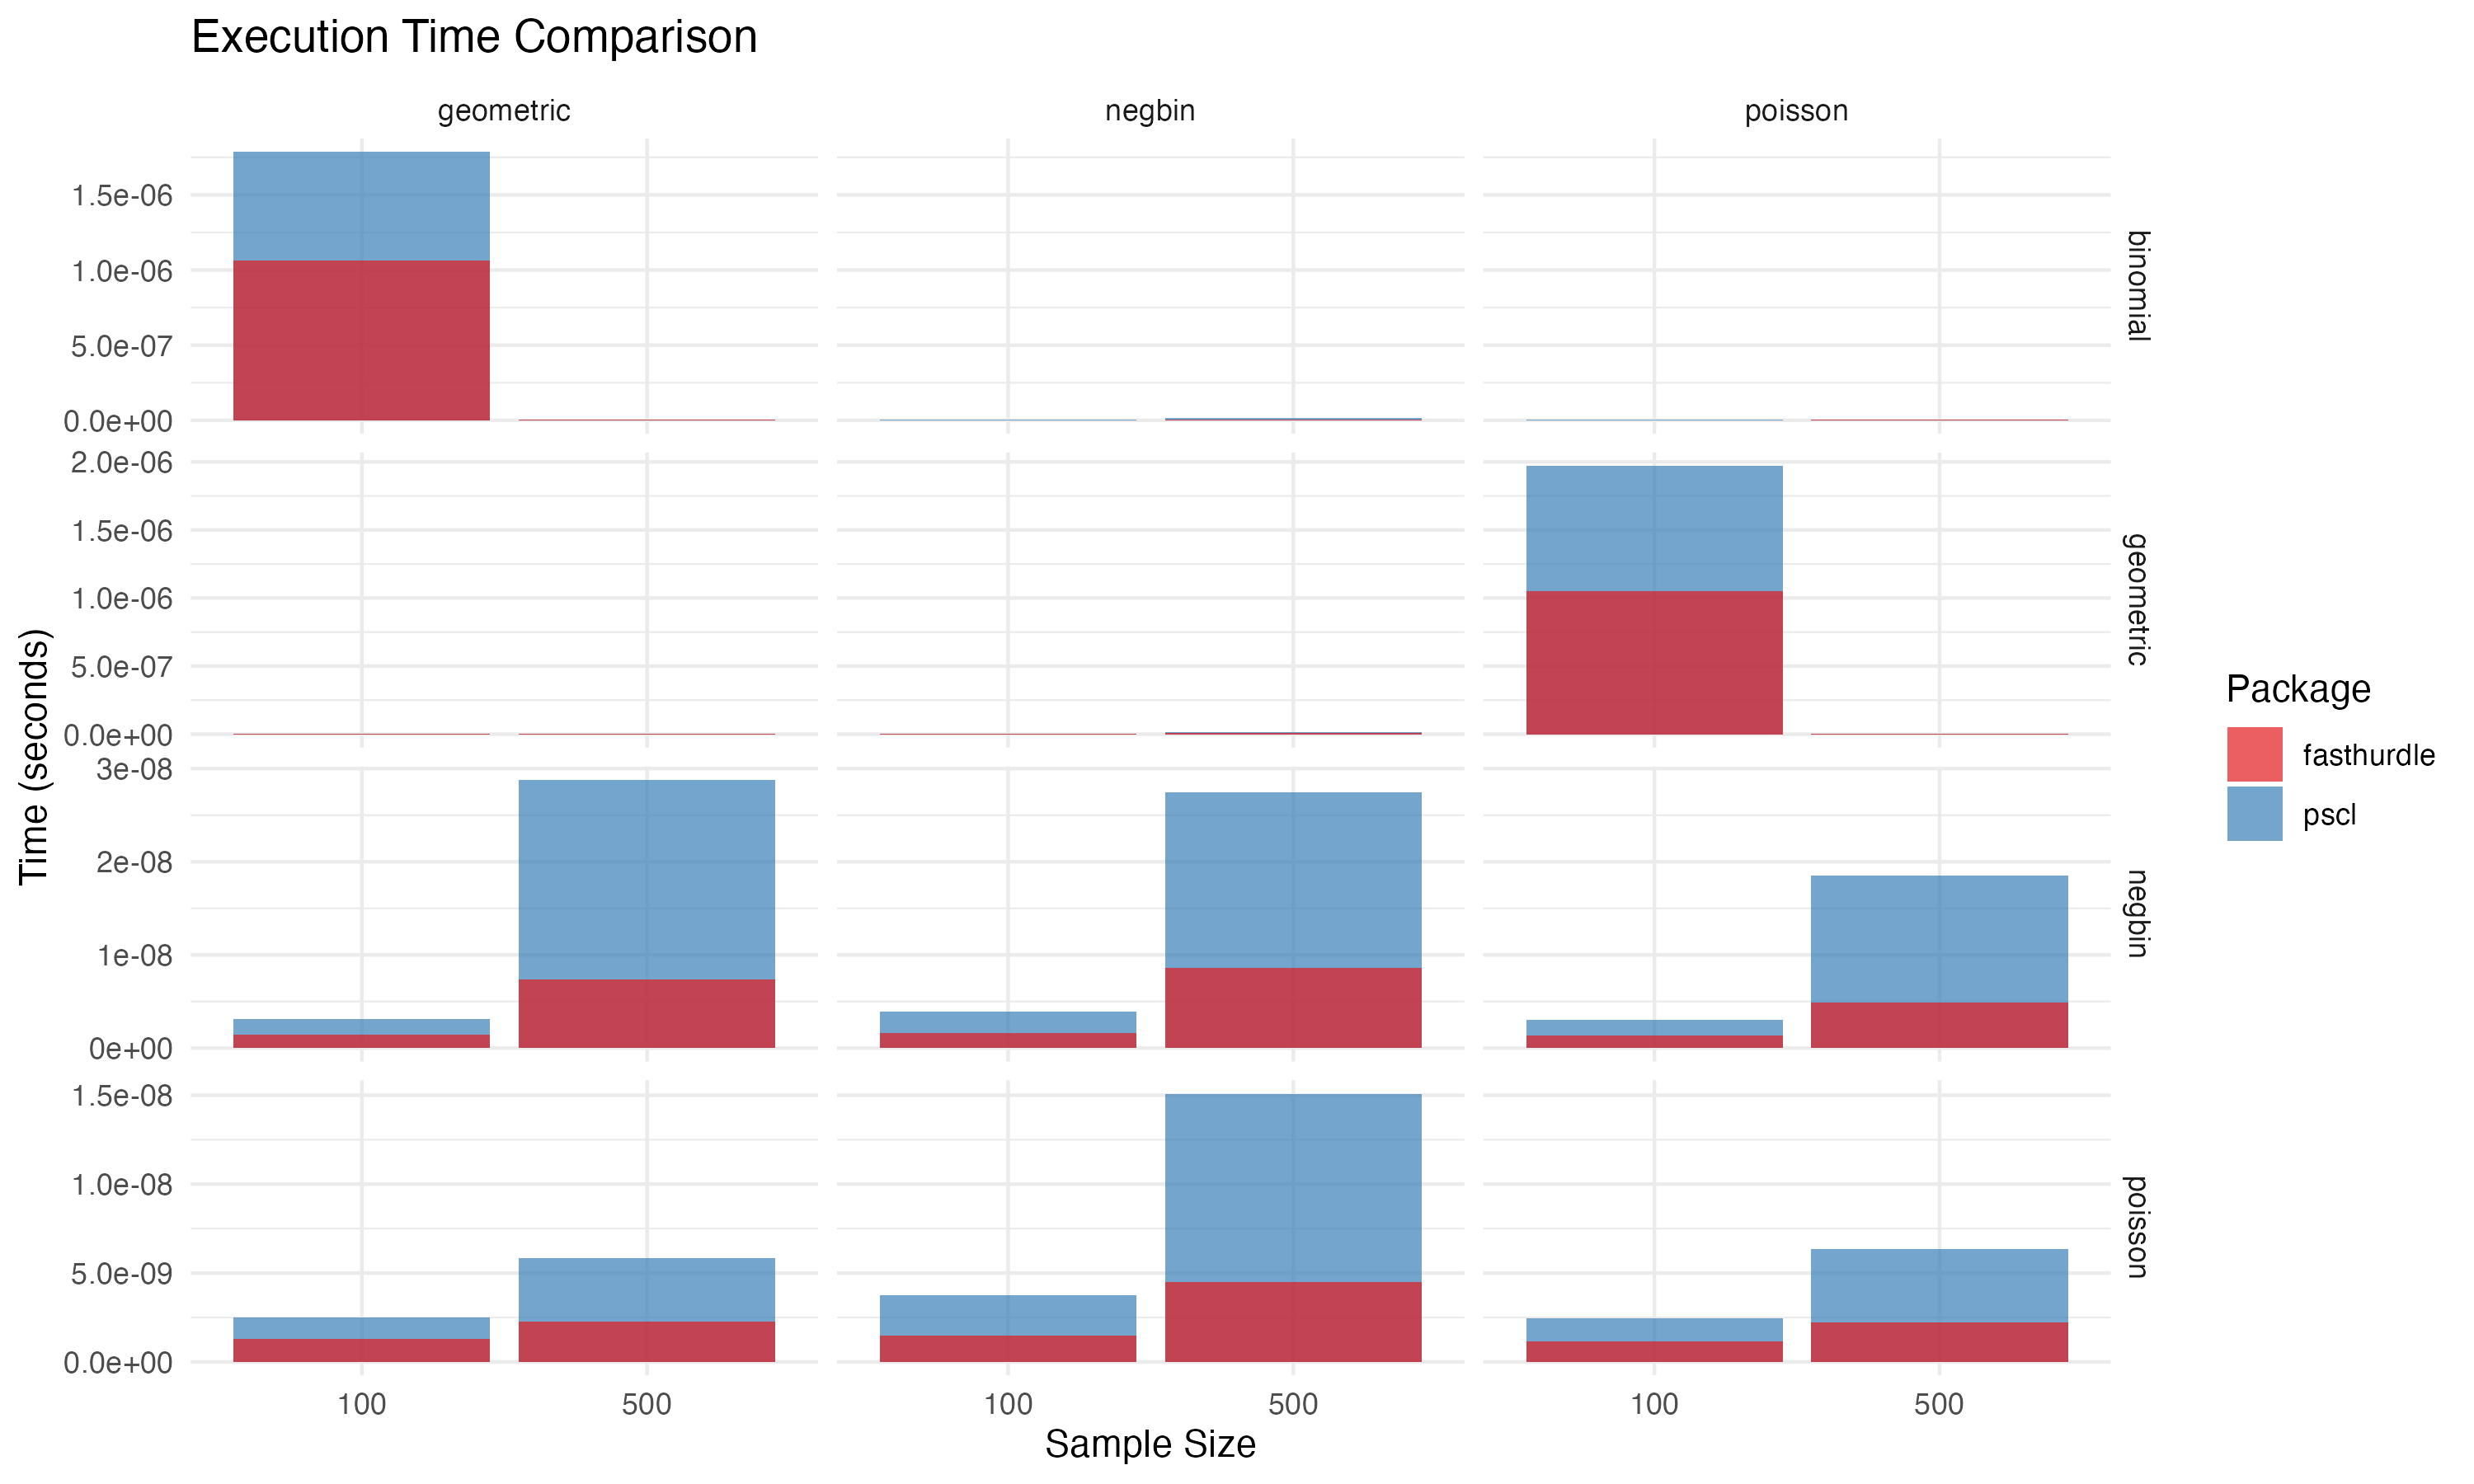 Execution Time Comparison
geometric
negbin
poisson
1.5e-06
1.0e-06
5.0e-07
0.0e+00
binomial
2.0e-06
1.5e-06
1.0e-06
5.0e-07
0.0e+00
geometric
3e-08
2e-08
1e-08
0e+00
negbin
1.5e-08
1.0e-08
5.0e-09
0.0e+00
poisson
100
500
100
500
100
500
Sample Size
Time (seconds)
Package
fasthurdle
pscl